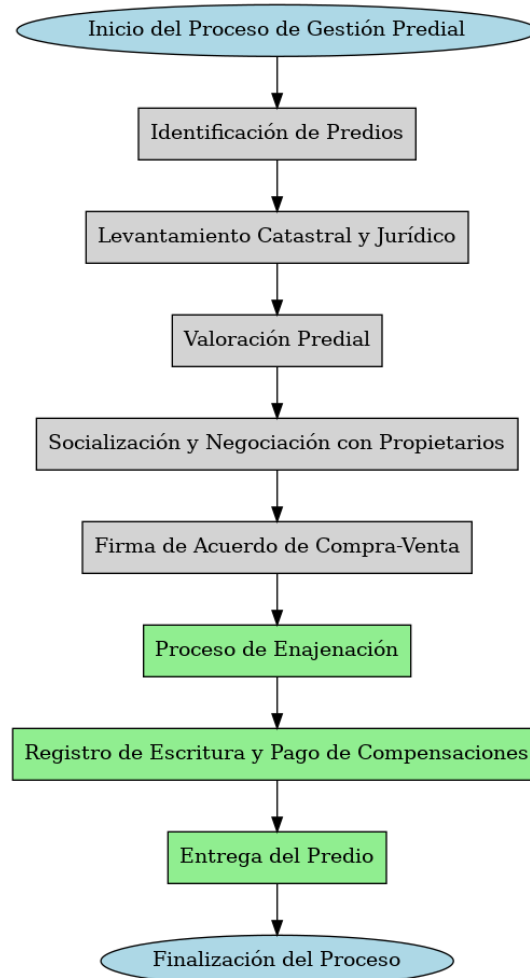 Inicio del Proceso de Gestión Predial
Identificación de Predios
Levantamiento Catastral y Jurídico
Valoración Predial
Socialización y Negociación con Propietarios
Firma de Acuerdo de Compra-Venta
Proceso de Enajenación
Registro de Escritura y Pago de Compensaciones
Entrega del Predio
Finalización del Proceso